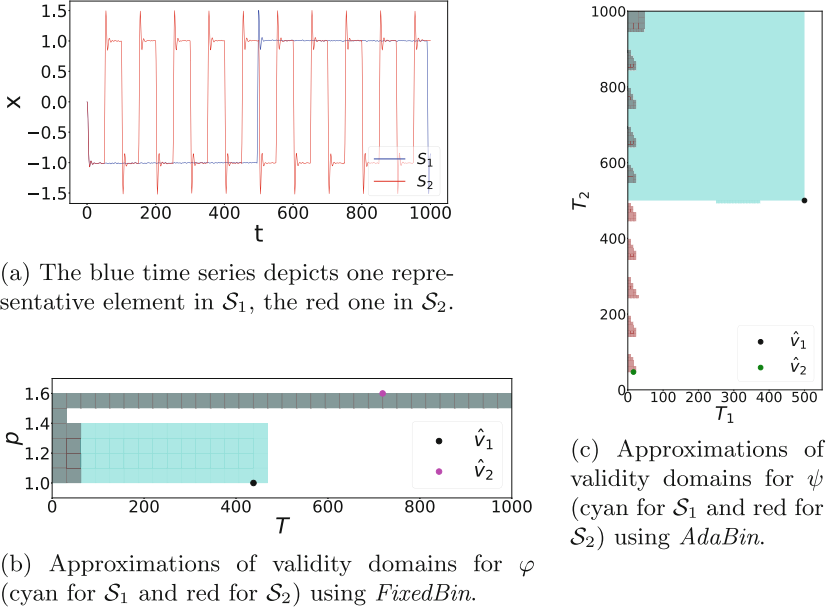 1.5
1.0
0.5
0.0
−0.5
−1.0
−1.5
x
0 200 400 600 800 1000
t
S1
S2
(a) The blue time series depicts one repre-
sentative element in S1, the red one in S2.
1.6
1.4
1.2
1.0
p
0 200 400 600 800 1000
T
v̂1
v̂2
(b) Approximations of validity domains for φ
(cyan for S1 and red for S2) using FixedBin.
1000
800
600
400
200
0
T2
0 100 200 300 400 500
T1
v̂1
v̂2
(c) Approximations of
validity domains for ψ
(cyan for S1 and red for
S2) using AdaBin.